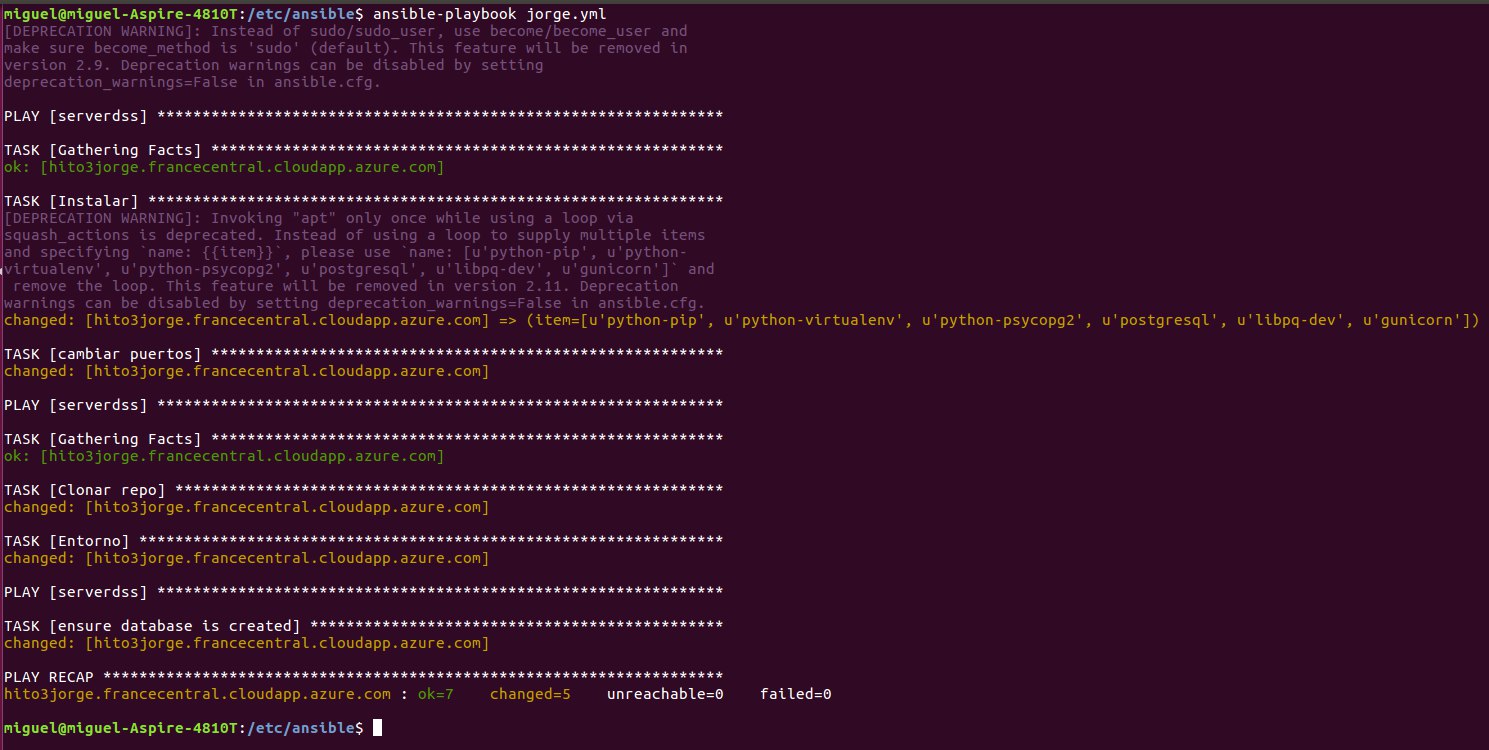 miguel@miguel-Aspire-4810T:/etc/ansible$ ansible-playbook jorge.yml
[DEPRECATION WARNING]: Instead of sudo/sudo_user, use become/become_user and
make sure become_method is 'sudo' (default). This feature will be removed in
version 2.9. Deprecation warnings can be disabled by setting
deprecation_warnings=False in ansible.cfg.
PLAY [serverdss] ***************************************************************
TASK [Gathering Facts] *********************************************************
ok: [hito3jorge.francecentral.cloudapp.azure.com]
TASK [Instalar] ****************************************************************
[DEPRECATION WARNING]: Invoking "apt" only once while using a loop via
squash_actions is deprecated. Instead of using a loop to supply multiple items
and specifying `name: {{item}}`, please use `name: [u'python-pip', u'python-
virtualenv', u'python-psycopg2', u'postgresql', u'libpq-dev', u'gunicorn']` and
 remove the loop. This feature will be removed in version 2.11. Deprecation
warnings can be disabled by setting deprecation_warnings=False in ansible.cfg.
changed: [hito3jorge.francecentral.cloudapp.azure.com] => (item=[u'python-pip', u'python-virtualenv', u'python-psycopg2', u'postgresql', u'libpq-dev', u'gunicorn'])
TASK [cambiar puertos] *********************************************************
changed: [hito3jorge.francecentral.cloudapp.azure.com]
PLAY [serverdss] ***************************************************************
TASK [Gathering Facts] *********************************************************
ok: [hito3jorge.francecentral.cloudapp.azure.com]
TASK [Clonar repo] *************************************************************
changed: [hito3jorge.francecentral.cloudapp.azure.com]
TASK [Entorno] *****************************************************************
changed: [hito3jorge.francecentral.cloudapp.azure.com]
PLAY [serverdss] ***************************************************************
TASK [ensure database is created] **********************************************
changed: [hito3jorge.francecentral.cloudapp.azure.com]
PLAY RECAP *********************************************************************
hito3jorge.francecentral.cloudapp.azure.com : ok=7    changed=5    unreachable=0    failed=0
miguel@miguel-Aspire-4810T:/etc/ansible$